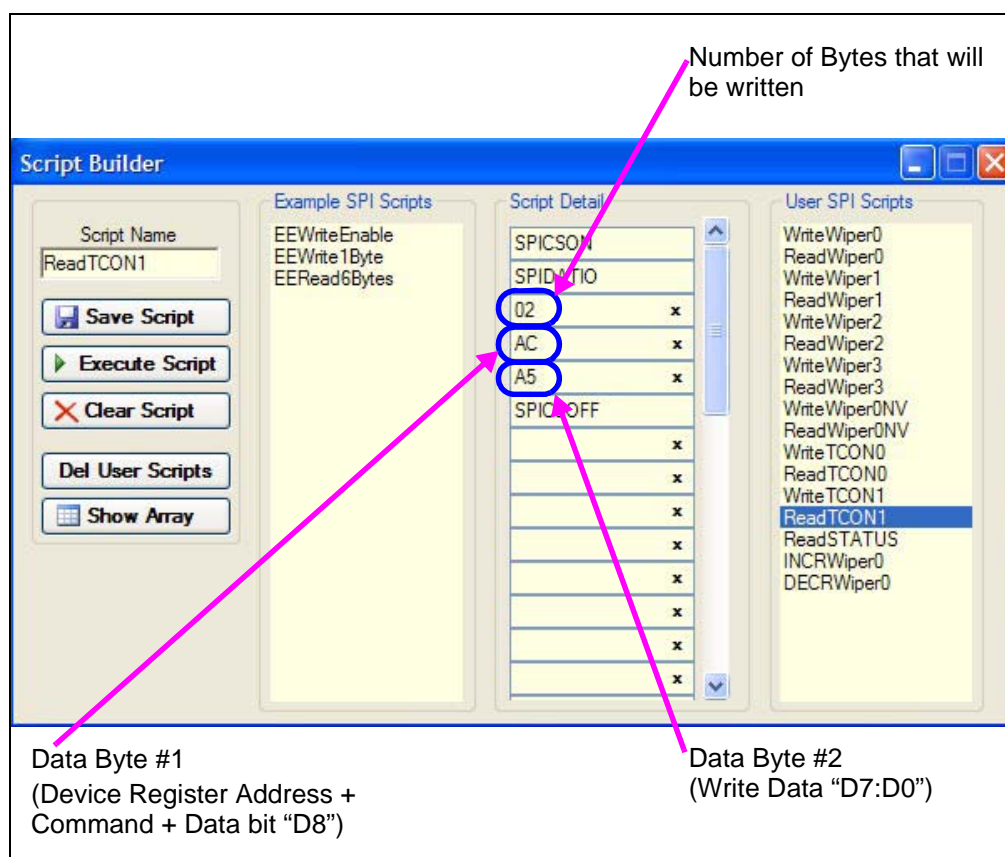 Number of Bytes that will
be written
Script Builder
Script Name
ReadTCON1
Save Script
Execute Script
Clear Script
Del User Scripts
Show Array
Example SPI Scripts
EEWriteEnable
EEWrite1Byte
EERead6Bytes
Script Detail
SPICSON
SPIDATIO
02 x
AC x
A5 x
SPICSOFF
x
x
x
x
x
x
x
x
User SPI Scripts
WriteWiper0
ReadWiper0
WriteWiper1
ReadWiper1
WriteWiper2
ReadWiper2
WriteWiper3
ReadWiper3
WriteWiper0NV
ReadWiper0NV
WriteTCON0
ReadTCON0
WriteTCON1
ReadTCON1
ReadSTATUS
INCRWiper0
DECRWiper0
Data Byte #1
(Device Register Address +
Command + Data bit “D8”)
Data Byte #2
(Write Data “D7:D0”)